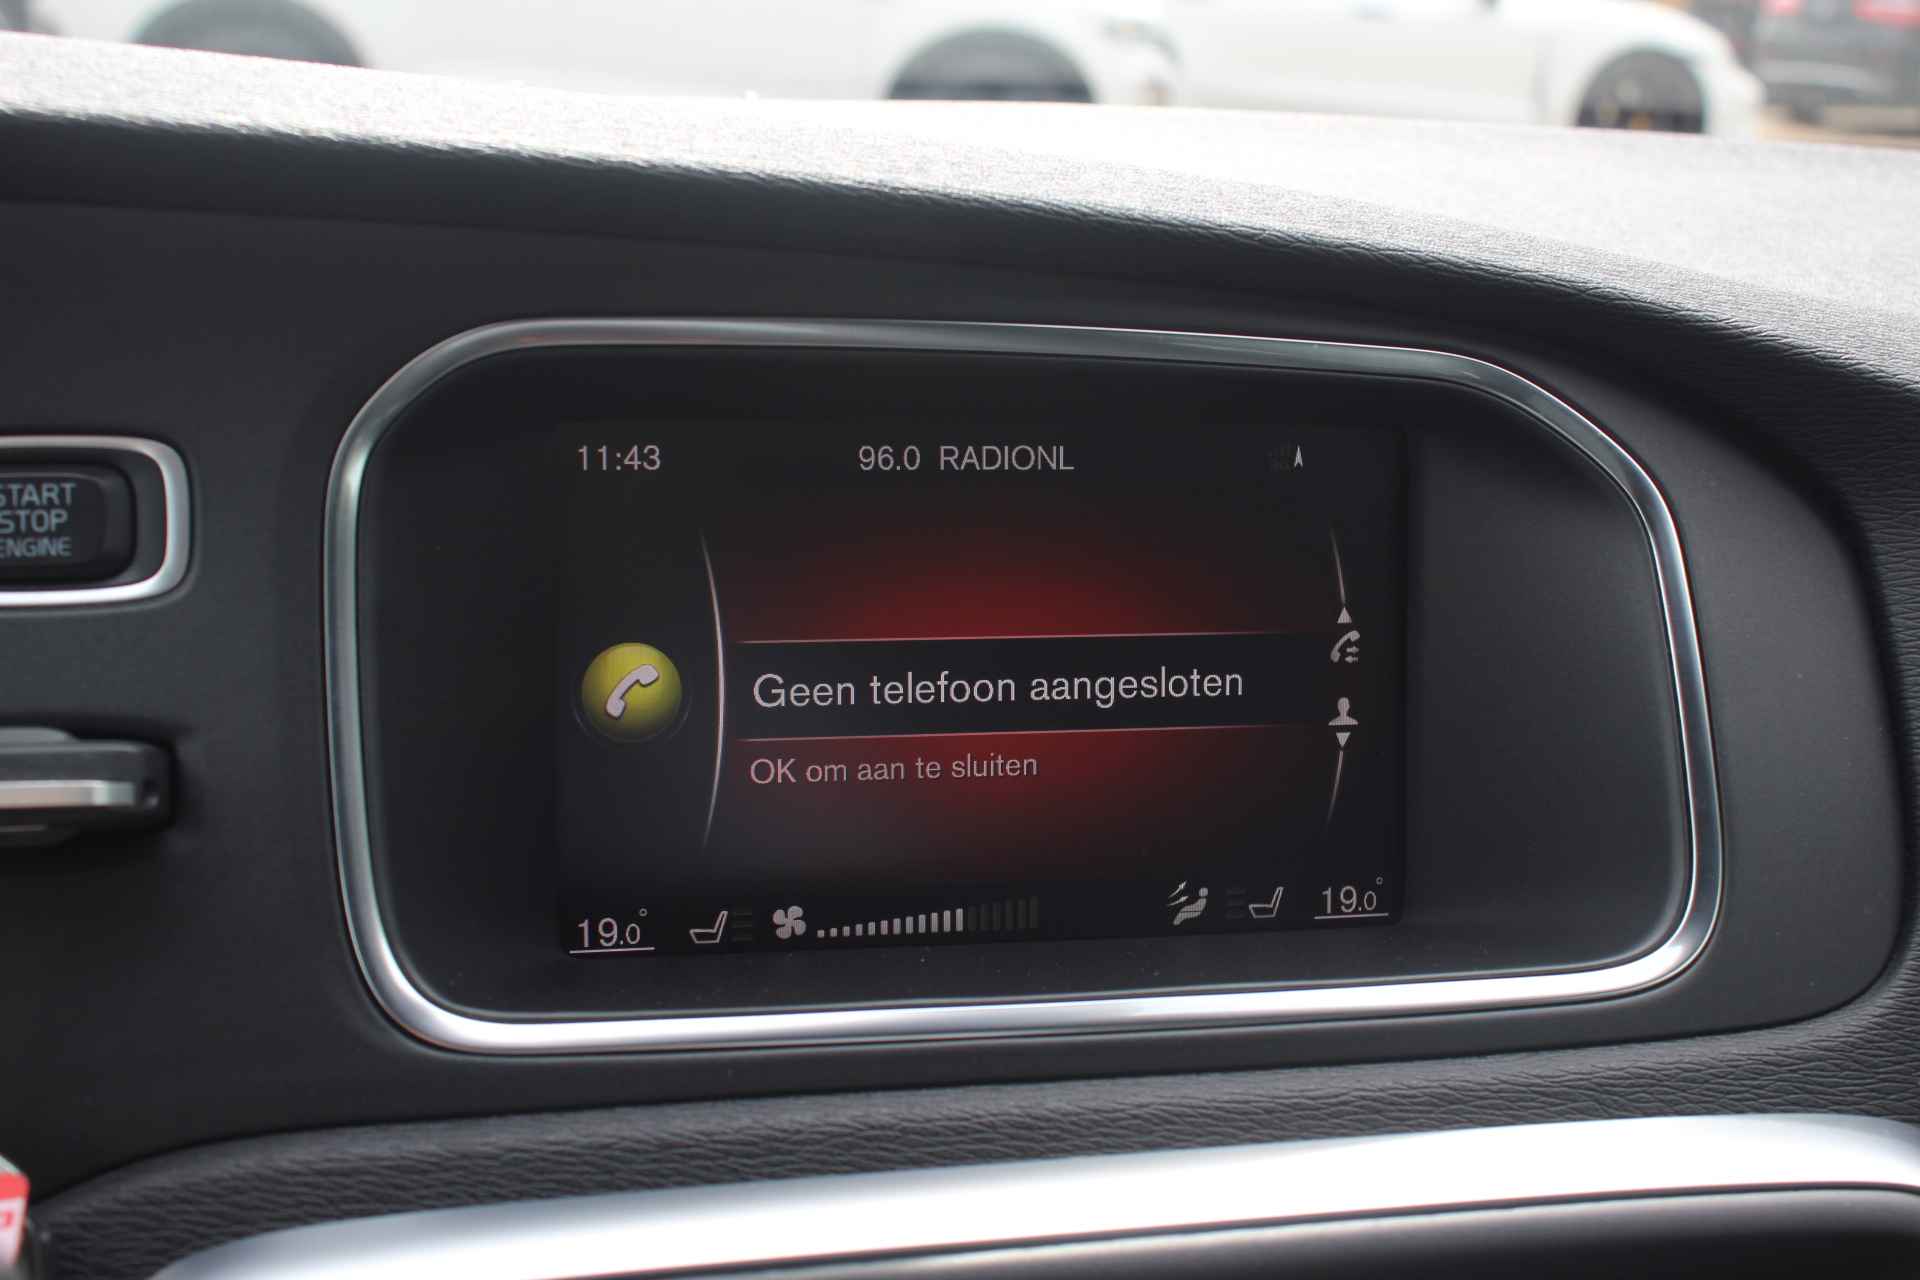 11:43 96.0 RADIONL
START
STOP
ENGINE
Geen telefoon aangesloten
OK om aan te sluiten
19.0° 19.0°